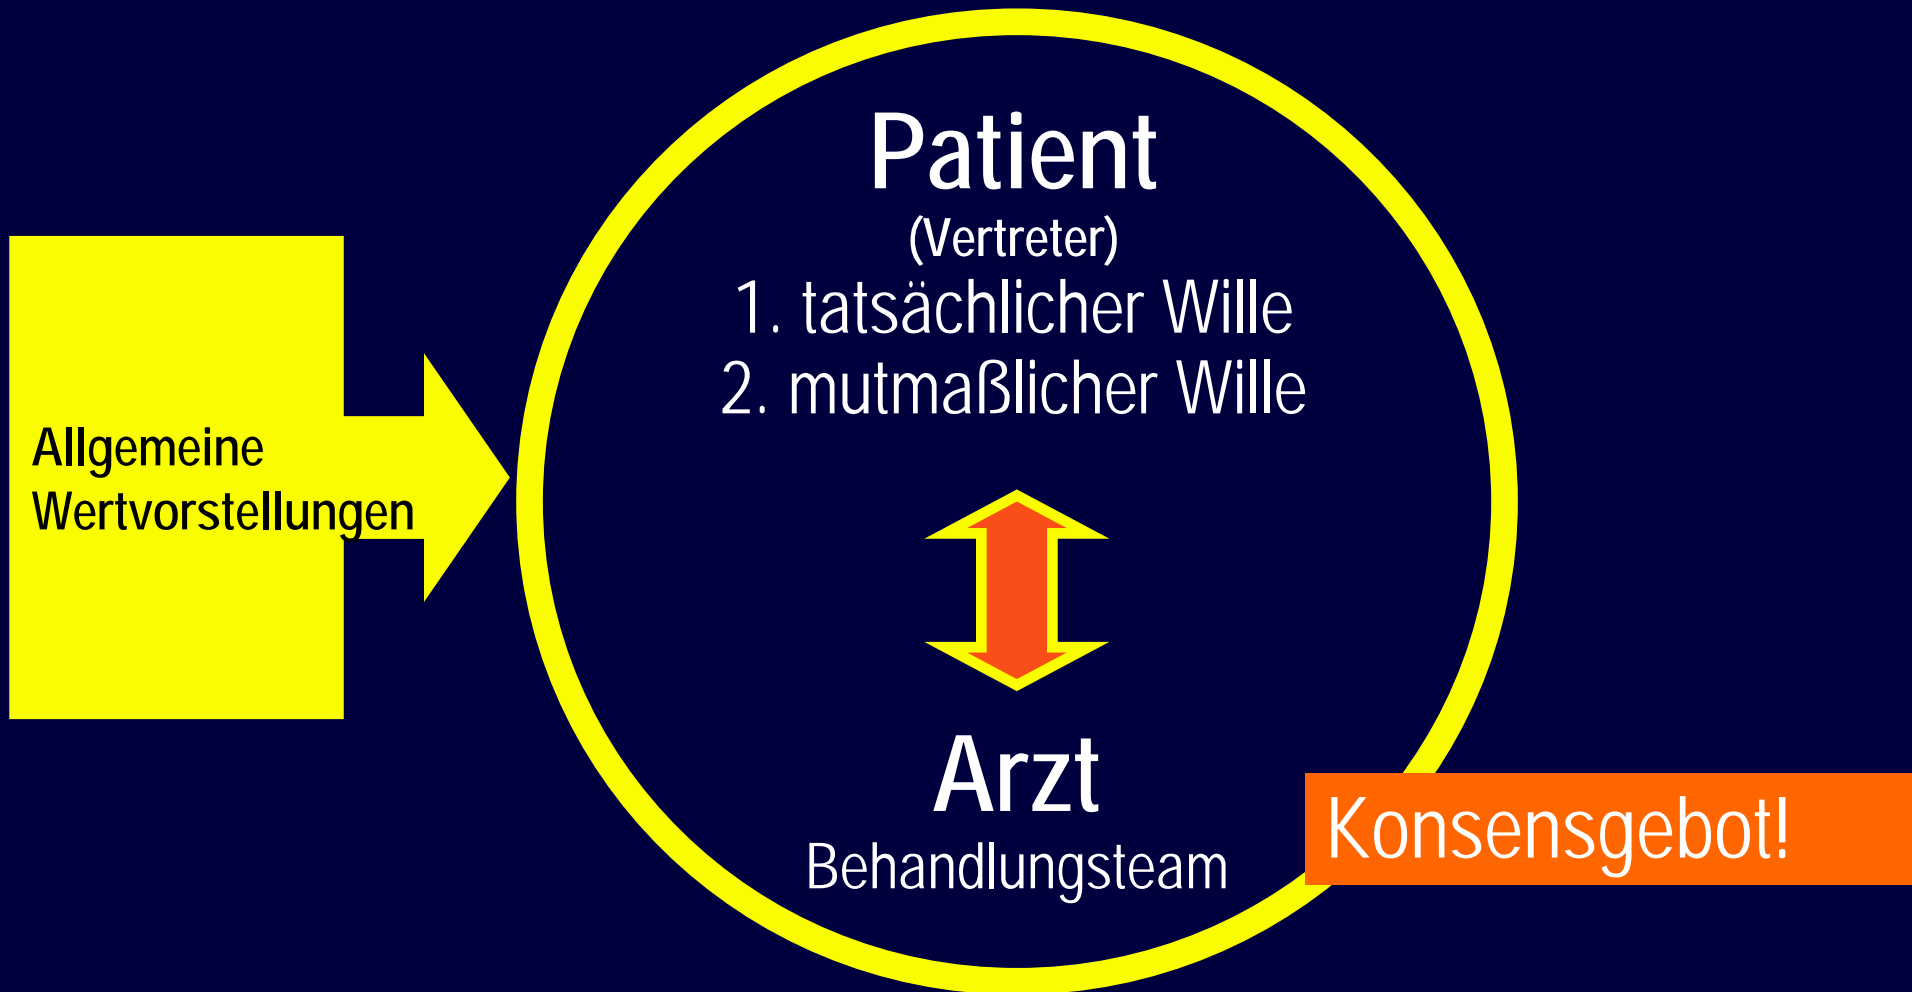 Patient
(Vertreter)
1. tatsächlicher Wille
2. mutmaßlicher Wille
Allgemeine
Wertvorstellungen
Arzt
Behandlungsteam
Konsensgebot!